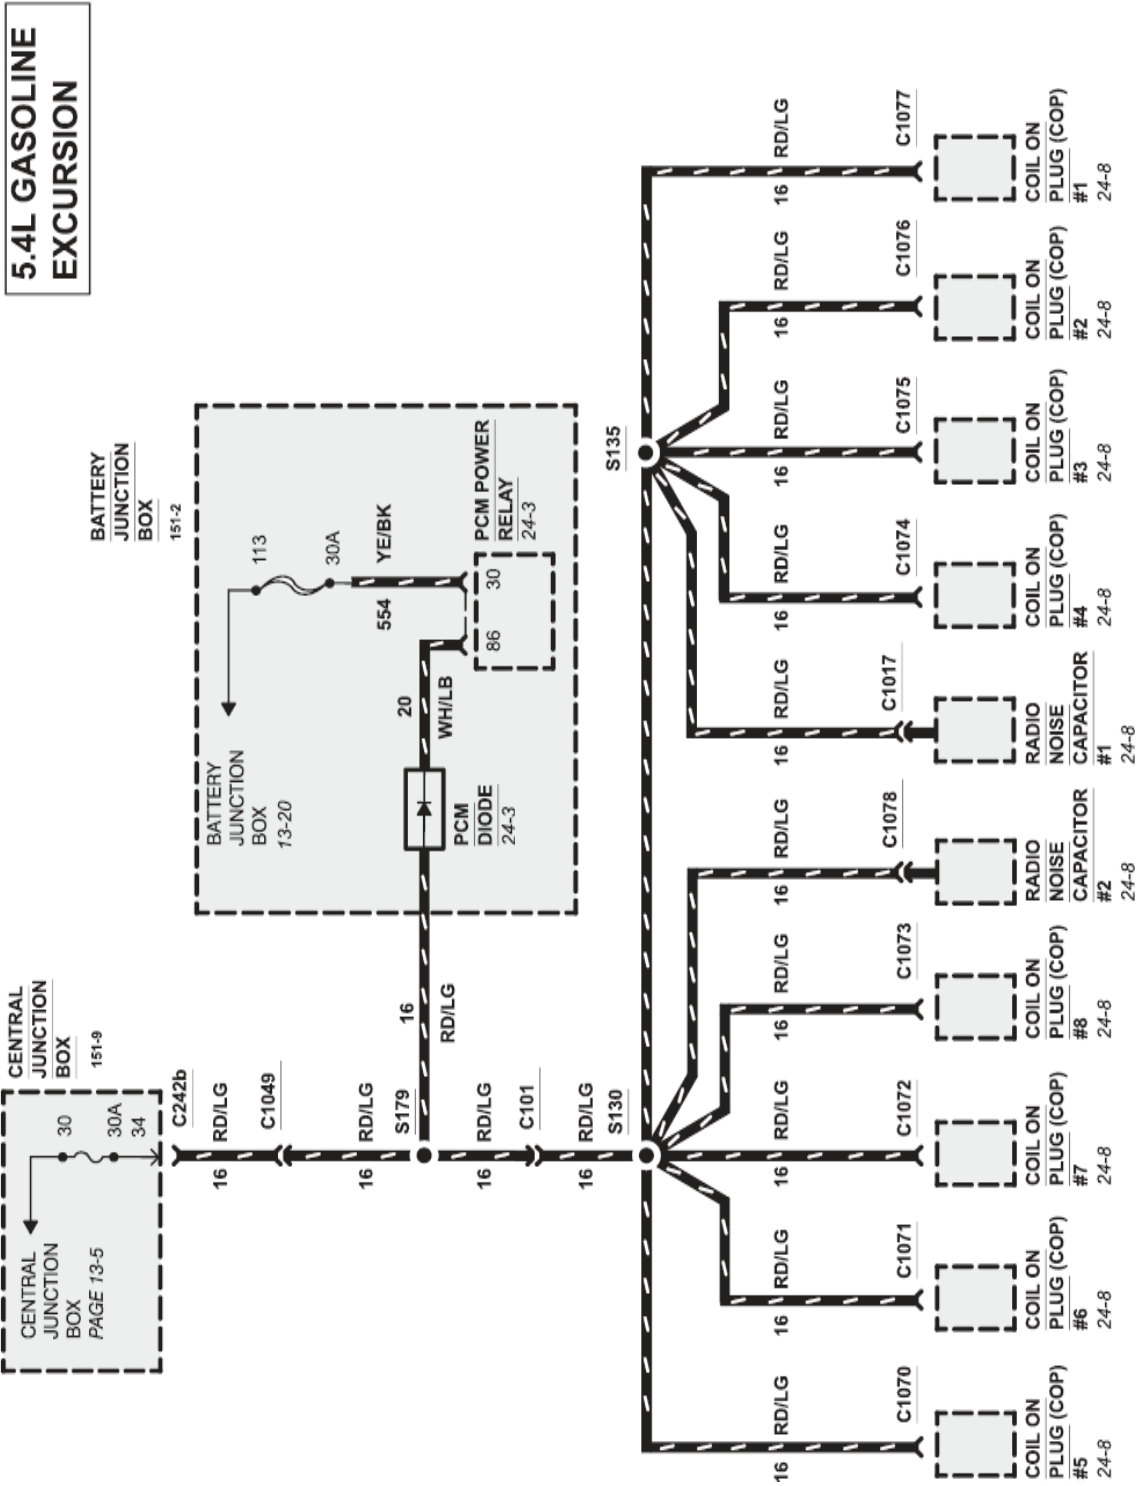 5.4L GASOLINE
EXCURSION
CENTRAL
JUNCTION
BOX
151-9
CENTRAL
JUNCTION
BOX
PAGE 13-5
30
30A
34
C242b
16
RD/LG
C1049
16
RD/LG
S179
16
RD/LG
C101
16
RD/LG
S130
16
RD/LG
BATTERY
JUNCTION
BOX
151-2
BATTERY
JUNCTION
BOX
13-20
113
30A
554
YE/BK
PCM POWER
RELAY
24-3
30
86
20
WH/LB
PCM
DIODE
24-3
S135
16
RD/LG
C1070
COIL ON
PLUG (COP)
#5
24-8
16
RD/LG
C1071
COIL ON
PLUG (COP)
#6
24-8
16
RD/LG
C1072
COIL ON
PLUG (COP)
#7
24-8
16
RD/LG
C1073
COIL ON
PLUG (COP)
#8
24-8
16
RD/LG
C1078
RADIO
NOISE
CAPACITOR
#2
24-8
16
RD/LG
C1017
RADIO
NOISE
CAPACITOR
#1
24-8
16
RD/LG
C1074
COIL ON
PLUG (COP)
#4
24-8
16
RD/LG
C1075
COIL ON
PLUG (COP)
#3
24-8
16
RD/LG
C1076
COIL ON
PLUG (COP)
#2
24-8
16
RD/LG
C1077
COIL ON
PLUG (COP)
#1
24-8